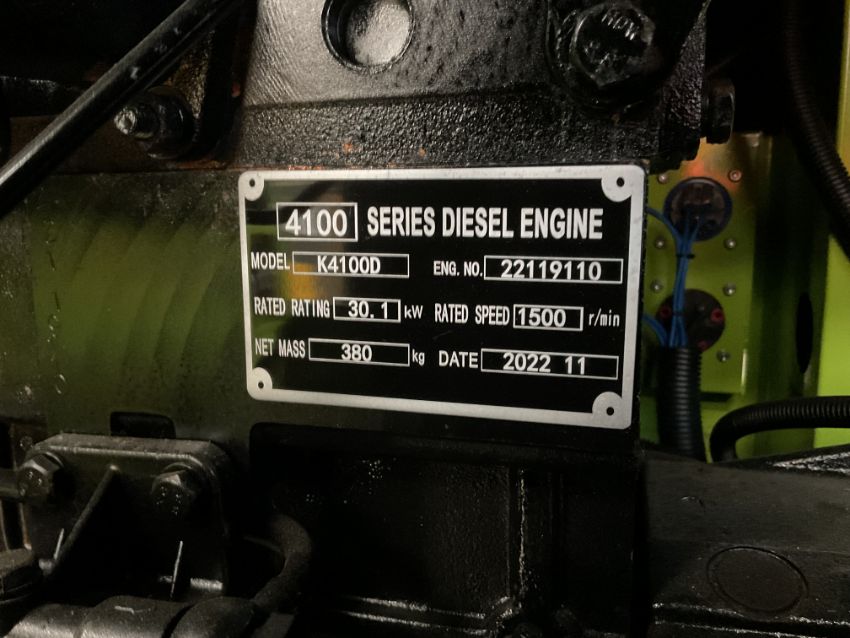 4100 SERIES DIESEL ENGINE
MODEL K4100D ENG. NO. 22119110
RATED RATING 30.1 kW RATED SPEED 1500 r/min
NET MASS 380 kg DATE 2022 11